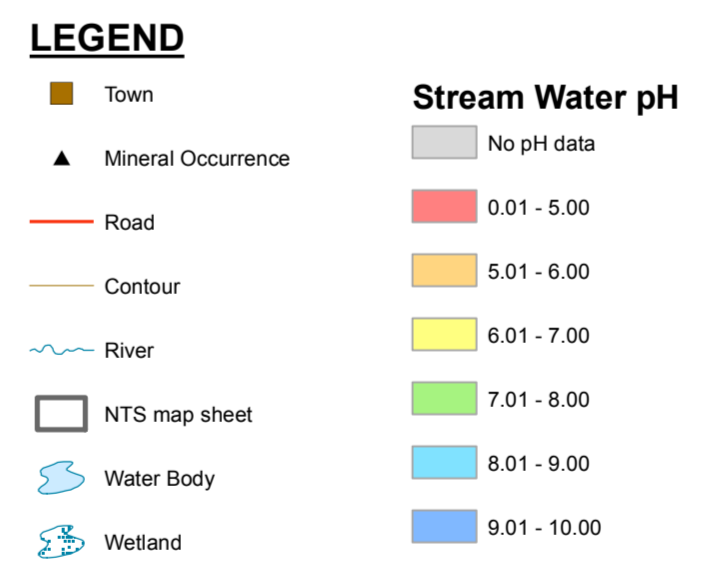 LEGEND
Town
Mineral Occurrence
Road
Contour
River
NTS map sheet
Water Body
Wetland
Stream Water pH
No pH data
0.01 - 5.00
5.01 - 6.00
6.01 - 7.00
7.01 - 8.00
8.01 - 9.00
9.01 - 10.00